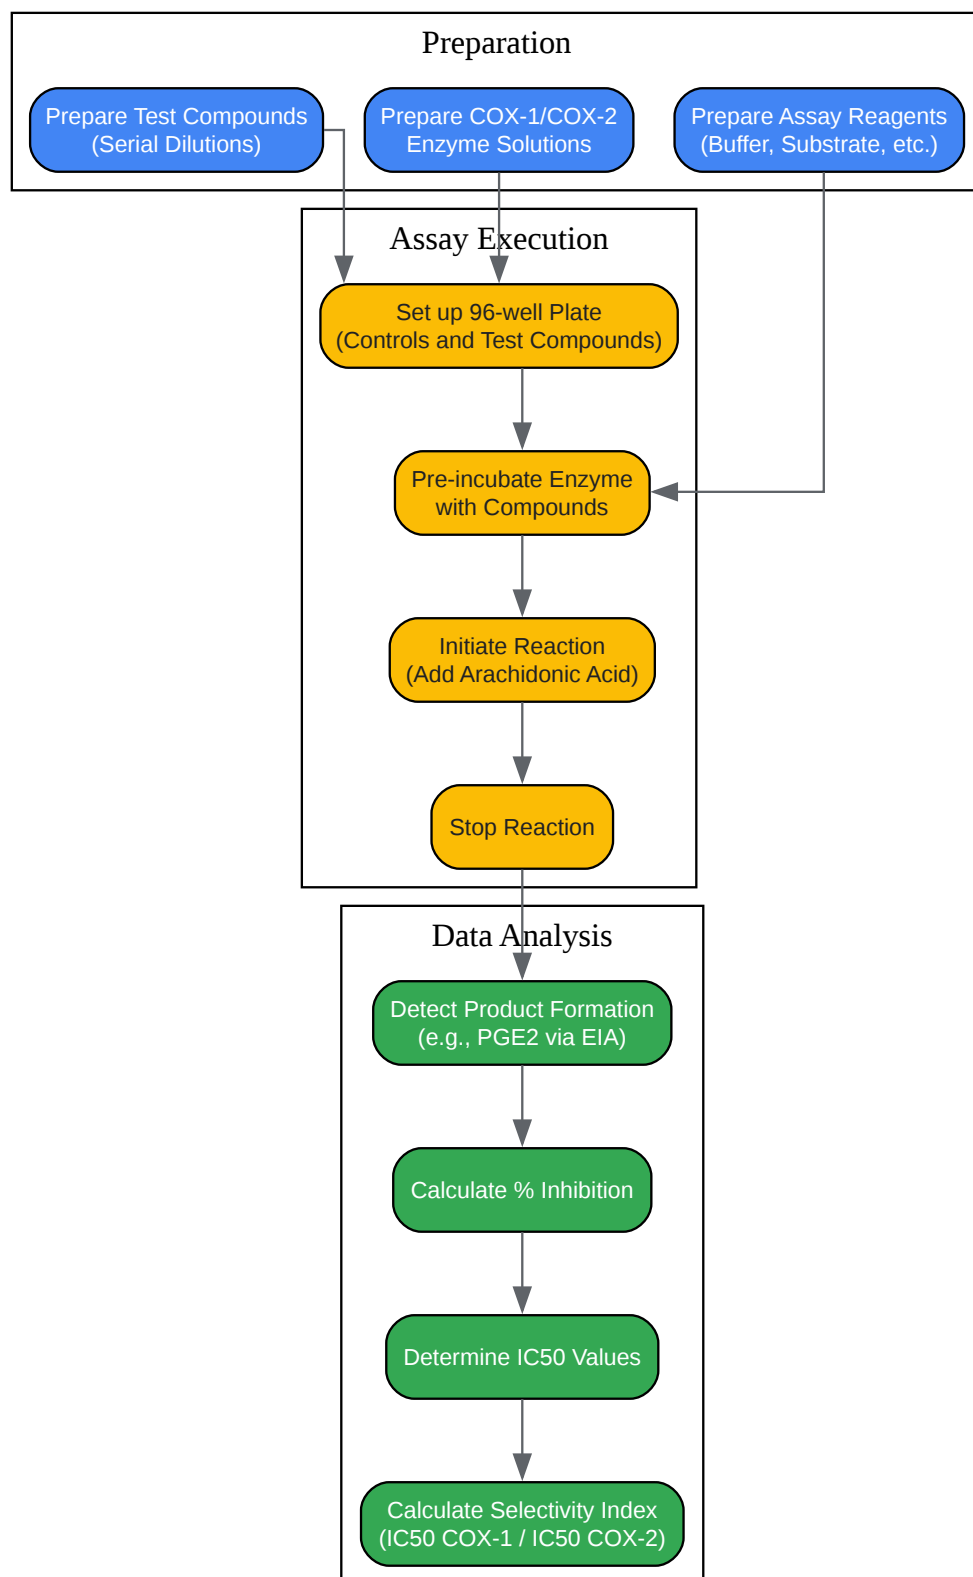 Preparation
Prepare Test Compounds
(Serial Dilutions)
Prepare COX-1/COX-2
Enzyme Solutions
Prepare Assay Reagents
(Buffer, Substrate, etc.)
Assay Execution
Set up 96-well Plate
(Controls and Test Compounds)
Pre-incubate Enzyme
with Compounds
Initiate Reaction
(Add Arachidonic Acid)
Stop Reaction
Data Analysis
Detect Product Formation
(e.g., PGE2 via EIA)
Calculate % Inhibition
Determine IC50 Values
Calculate Selectivity Index
(IC50 COX-1 / IC50 COX-2)